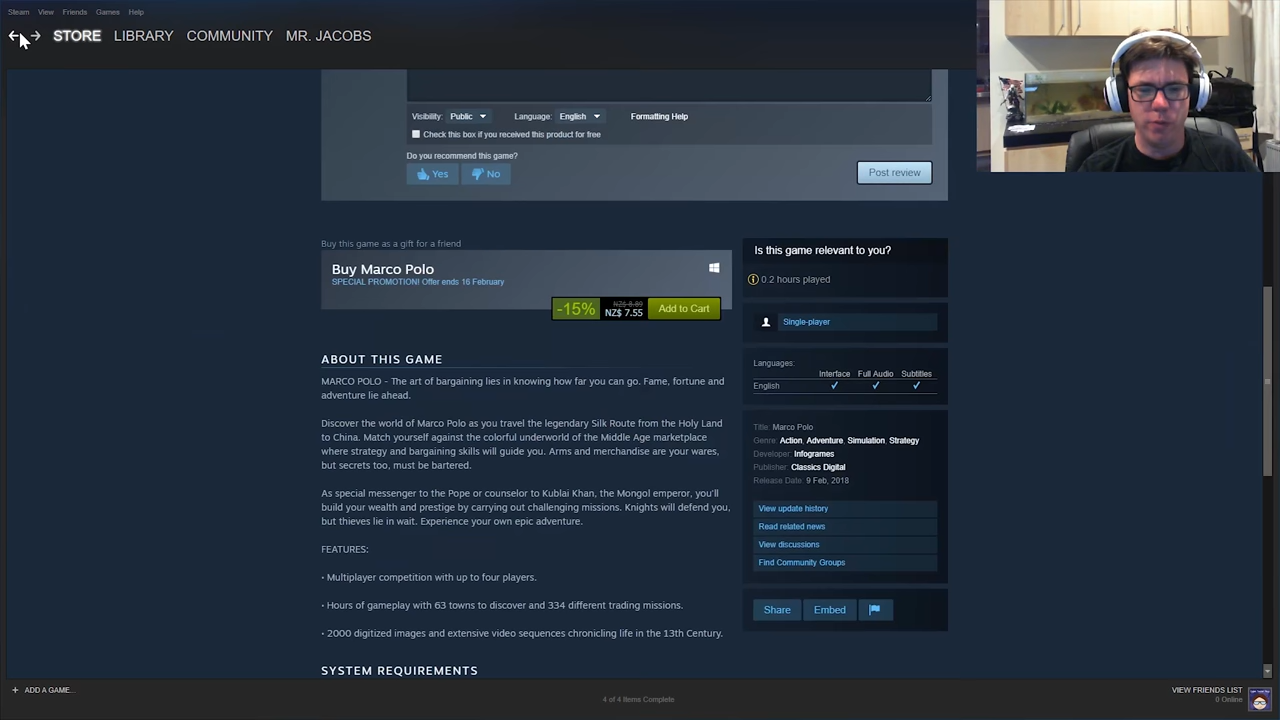 Steam View Friends Games Help
STORE LIBRARY COMMUNITY MR. JACOBS
Visibility: Public Language: English Formatting Help
Check this box if you received this product for free
Do you recommend this game?
Yes No
Post review
Buy this game as a gift for a friend
Buy Marco Polo
SPECIAL PROMOTION! Offer ends 16 February
-15% NZ$ 8.89
NZ$ 7.55
Add to Cart
ABOUT THIS GAME
MARCO POLO - The art of bargaining lies in knowing how far you can go. Fame, fortune and
adventure lie ahead.
Discover the world of Marco Polo as you travel the legendary Silk Route from the Holy Land
to China. Match yourself against the colorful underworld of the Middle Age marketplace
where strategy and bargaining skills will guide you. Arms and merchandise are your wares,
but secrets too, must be bartered.
As special messenger to the Pope or counselor to Kublai Khan, the Mongol emperor, you'll
build your wealth and prestige by carrying out challenging missions. Knights will defend you,
but thieves lie in wait. Experience your own epic adventure.
FEATURES:
• Multiplayer competition with up to four players.
• Hours of gameplay with 63 towns to discover and 334 different trading missions.
• 2000 digitized images and extensive video sequences chronicling life in the 13th Century.
SYSTEM REQUIREMENTS
Is this game relevant to you?
0.2 hours played
Single-player
Languages:
Interface Full Audio Subtitles
English
Title: Marco Polo
Genre: Action, Adventure, Simulation, Strategy
Developer: Infogrames
Publisher: Classics Digital
Release Date: 9 Feb, 2018
View update history
Read related news
View discussions
Find Community Groups
Share Embed
+ ADD A GAME...
4 of 4 Items Complete
VIEW FRIENDS LIST
0 Online